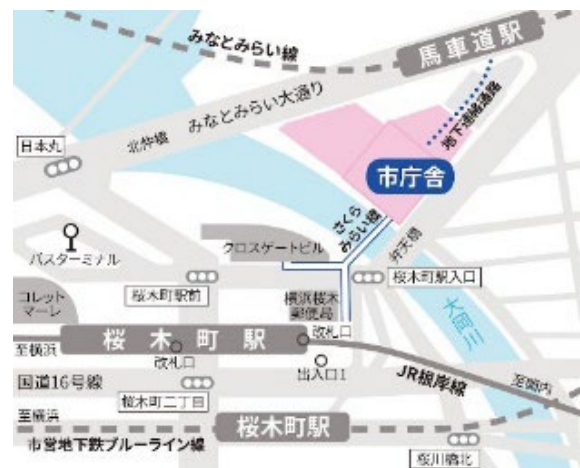 みなとみらい線
馬車道駅
みなとみらい大通り
北仲橋
日本丸
地下連絡通路
市庁舎
さくら
みらい橋
弁天橋
クロスゲートビル
バスターミナル
桜木町駅前
桜木町駅入口
コレット
マーレ
横浜桜木
郵便局
大岡川
改札口
桜木町駅
至横浜
改札口
出入口1
JR根岸線
至関内
国道16号線
桜木町二丁目
至横浜
桜木町駅
市営地下鉄ブルーライン線
桜川橋北